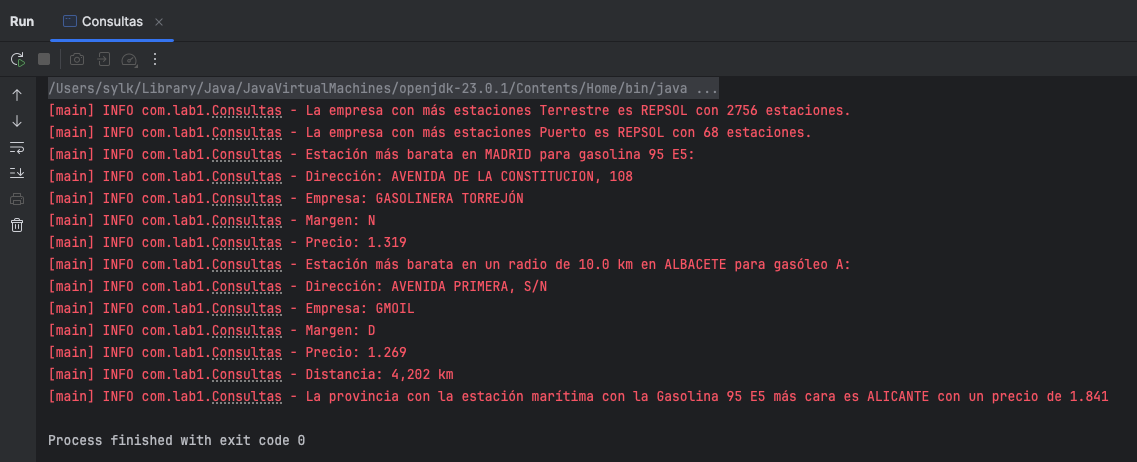 Run
Consultas
/Users/sylk/Library/Java/JavaVirtualMachines/openjdk-23.0.1/Contents/Home/bin/java ...
[main] INFO com.lab1.Consultas - La empresa con más estaciones Terrestre es REPSOL con 2756 estaciones.
[main] INFO com.lab1.Consultas - La empresa con más estaciones Puerto es REPSOL con 68 estaciones.
[main] INFO com.lab1.Consultas - Estación más barata en MADRID para gasolina 95 E5:
[main] INFO com.lab1.Consultas - Dirección: AVENIDA DE LA CONSTITUCION, 108
[main] INFO com.lab1.Consultas - Empresa: GASOLINERA TORREJÓN
[main] INFO com.lab1.Consultas - Margen: N
[main] INFO com.lab1.Consultas - Precio: 1.319
[main] INFO com.lab1.Consultas - Estación más barata en un radio de 10.0 km en ALBACETE para gasóleo A:
[main] INFO com.lab1.Consultas - Dirección: AVENIDA PRIMERA, S/N
[main] INFO com.lab1.Consultas - Empresa: GMOIL
[main] INFO com.lab1.Consultas - Margen: D
[main] INFO com.lab1.Consultas - Precio: 1.269
[main] INFO com.lab1.Consultas - Distancia: 4,202 km
[main] INFO com.lab1.Consultas - La provincia con la estación marítima con la Gasolina 95 E5 más cara es ALICANTE con un precio de 1.841
Process finished with exit code 0